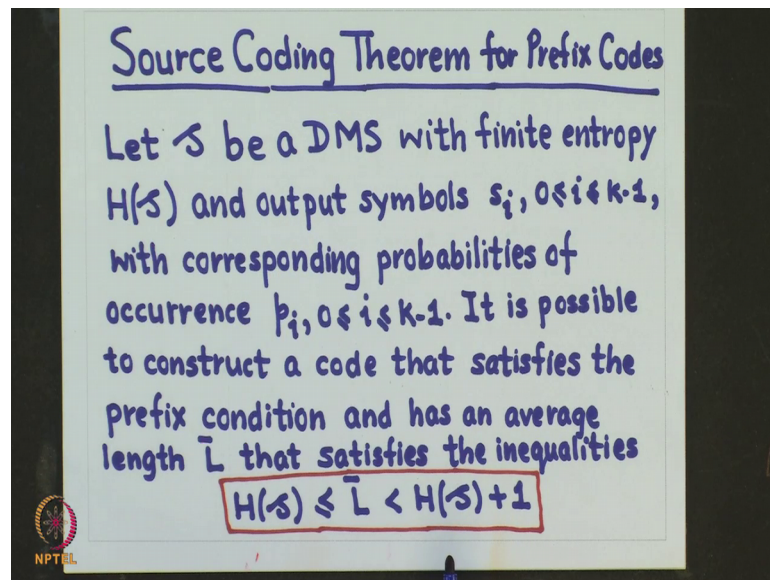 Source Coding Theorem for Prefix Codes
Let S be a DMS with finite entropy
H(S) and output symbols sᵢ, 0≤i≤k-1,
with corresponding probabilities of
occurrence pᵢ, 0≤i≤k-1. It is possible
to construct a code that satisfies the
prefix condition and has an average
length L̄ that satisfies the inequalities
H(S) ≤ L̄ < H(S)+1
NPTEL